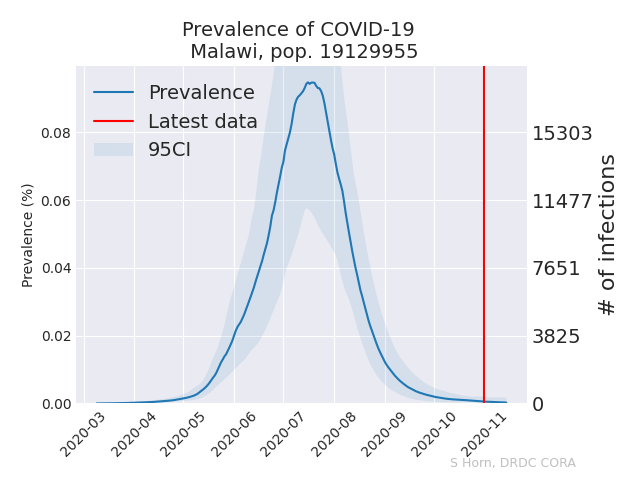 Prevalence of COVID-19
Malawi, pop. 19129955
Prevalence
Latest data
95CI
Prevalence (%)
0.08
0.06
0.04
0.02
0.00
15303
11477
7651
3825
0
# of infections
2020-03
2020-04
2020-05
2020-06
2020-07
2020-08
2020-09
2020-10
2020-11
S Horn, DRDC CORA